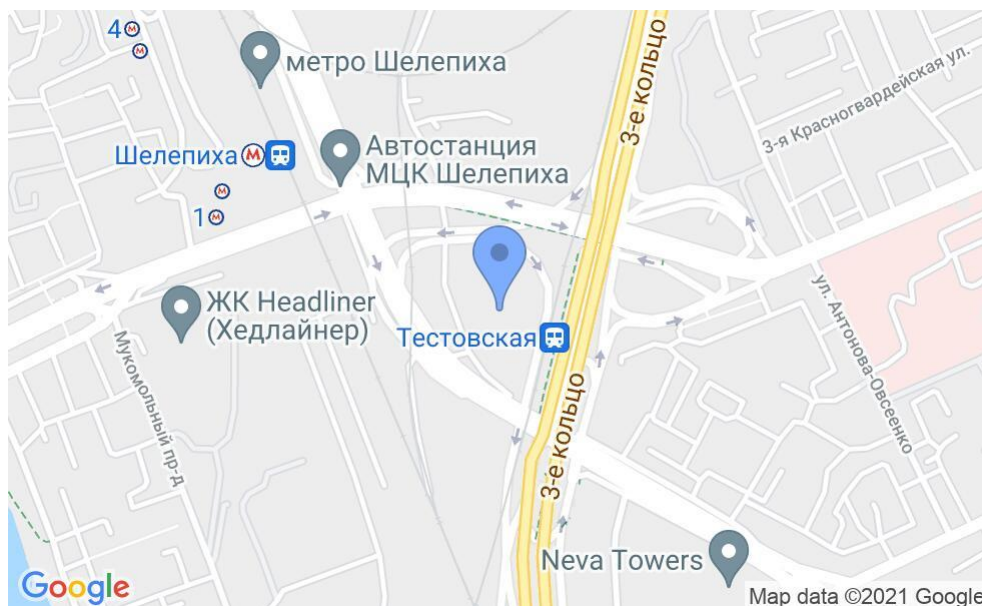 4
метро Шелепиха
3-е кольцо
3-я Красногвардейская ул.
Автостанция
МЦК Шелепиха
Шелепиха
1
ЖК Headliner
(Хедлайнер)
Тестовская
ул. Антонова-Овсеенко
Мукомольный пр-д
3-е кольцо
Neva Towers
Google
Map data ©2021 Google